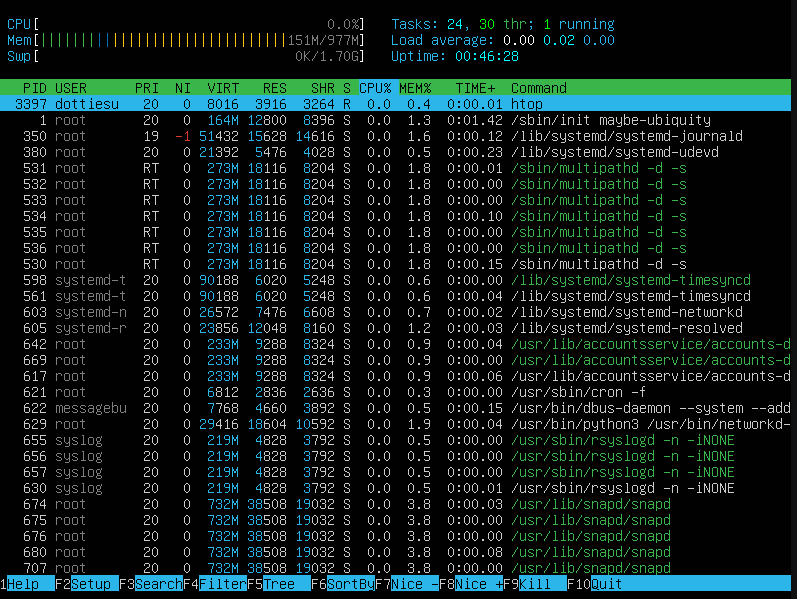 CPU[ 0.0%] Tasks: 24, 30 thr; 1 running
Mem[||||||||||||||||||||||||||||||||||151M/977M] Load average: 0.00 0.02 0.00
Swp[ 0K/1.70G] Uptime: 00:46:28
PID USER PRI NI VIRT RES SHR S CPU% MEM% TIME+ Command
3397 dottiesu 20 0 8016 3916 3264 R 0.0 0.4 0:00.01 htop
1 root 20 0 164M 12800 8396 S 0.0 1.3 0:01.42 /sbin/init maybe-ubiquity
350 root 19 -1 51432 15628 14616 S 0.0 1.6 0:00.12 /lib/systemd/systemd-journald
380 root 20 0 21392 5476 4028 S 0.0 0.5 0:00.23 /lib/systemd/systemd-udevd
531 root RT 0 273M 18116 8204 S 0.0 1.8 0:00.01 /sbin/multipathd -d -s
532 root RT 0 273M 18116 8204 S 0.0 1.8 0:00.00 /sbin/multipathd -d -s
533 root RT 0 273M 18116 8204 S 0.0 1.8 0:00.00 /sbin/multipathd -d -s
534 root RT 0 273M 18116 8204 S 0.0 1.8 0:00.10 /sbin/multipathd -d -s
535 root RT 0 273M 18116 8204 S 0.0 1.8 0:00.00 /sbin/multipathd -d -s
536 root RT 0 273M 18116 8204 S 0.0 1.8 0:00.00 /sbin/multipathd -d -s
530 root RT 0 273M 18116 8204 S 0.0 1.8 0:00.15 /sbin/multipathd -d -s
598 systemd-t 20 0 90188 6020 5248 S 0.0 0.6 0:00.00 /lib/systemd/systemd-timesyncd
561 systemd-t 20 0 90188 6020 5248 S 0.0 0.6 0:00.04 /lib/systemd/systemd-timesyncd
603 systemd-n 20 0 26572 7476 6608 S 0.0 0.7 0:00.02 /lib/systemd/systemd-networkd
605 systemd-r 20 0 23856 12048 8160 S 0.0 1.2 0:00.03 /lib/systemd/systemd-resolved
642 root 20 0 233M 9288 8324 S 0.0 0.9 0:00.04 /usr/lib/accountsservice/accounts-d
669 root 20 0 233M 9288 8324 S 0.0 0.9 0:00.00 /usr/lib/accountsservice/accounts-d
617 root 20 0 233M 9288 8324 S 0.0 0.9 0:00.06 /usr/lib/accountsservice/accounts-d
621 root 20 0 6812 2836 2636 S 0.0 0.3 0:00.00 /usr/sbin/cron -f
622 messagebu 20 0 7768 4660 3892 S 0.0 0.5 0:00.15 /usr/bin/dbus-daemon --system --add
629 root 20 0 29416 18604 10592 S 0.0 1.9 0:00.04 /usr/bin/python3 /usr/bin/networkd-
655 syslog 20 0 219M 4828 3792 S 0.0 0.5 0:00.00 /usr/sbin/rsyslogd -n -iNONE
656 syslog 20 0 219M 4828 3792 S 0.0 0.5 0:00.00 /usr/sbin/rsyslogd -n -iNONE
657 syslog 20 0 219M 4828 3792 S 0.0 0.5 0:00.00 /usr/sbin/rsyslogd -n -iNONE
630 syslog 20 0 219M 4828 3792 S 0.0 0.5 0:00.01 /usr/sbin/rsyslogd -n -iNONE
674 root 20 0 732M 38508 19032 S 0.0 3.8 0:00.03 /usr/lib/snapd/snapd
675 root 20 0 732M 38508 19032 S 0.0 3.8 0:00.00 /usr/lib/snapd/snapd
676 root 20 0 732M 38508 19032 S 0.0 3.8 0:00.00 /usr/lib/snapd/snapd
680 root 20 0 732M 38508 19032 S 0.0 3.8 0:00.08 /usr/lib/snapd/snapd
707 root 20 0 732M 38508 19032 S 0.0 3.8 0:00.00 /usr/lib/snapd/snapd
1Help F2Setup F3SearchF4FilterF5Tree F6SortByF7Nice -F8Nice +F9Kill F10Quit